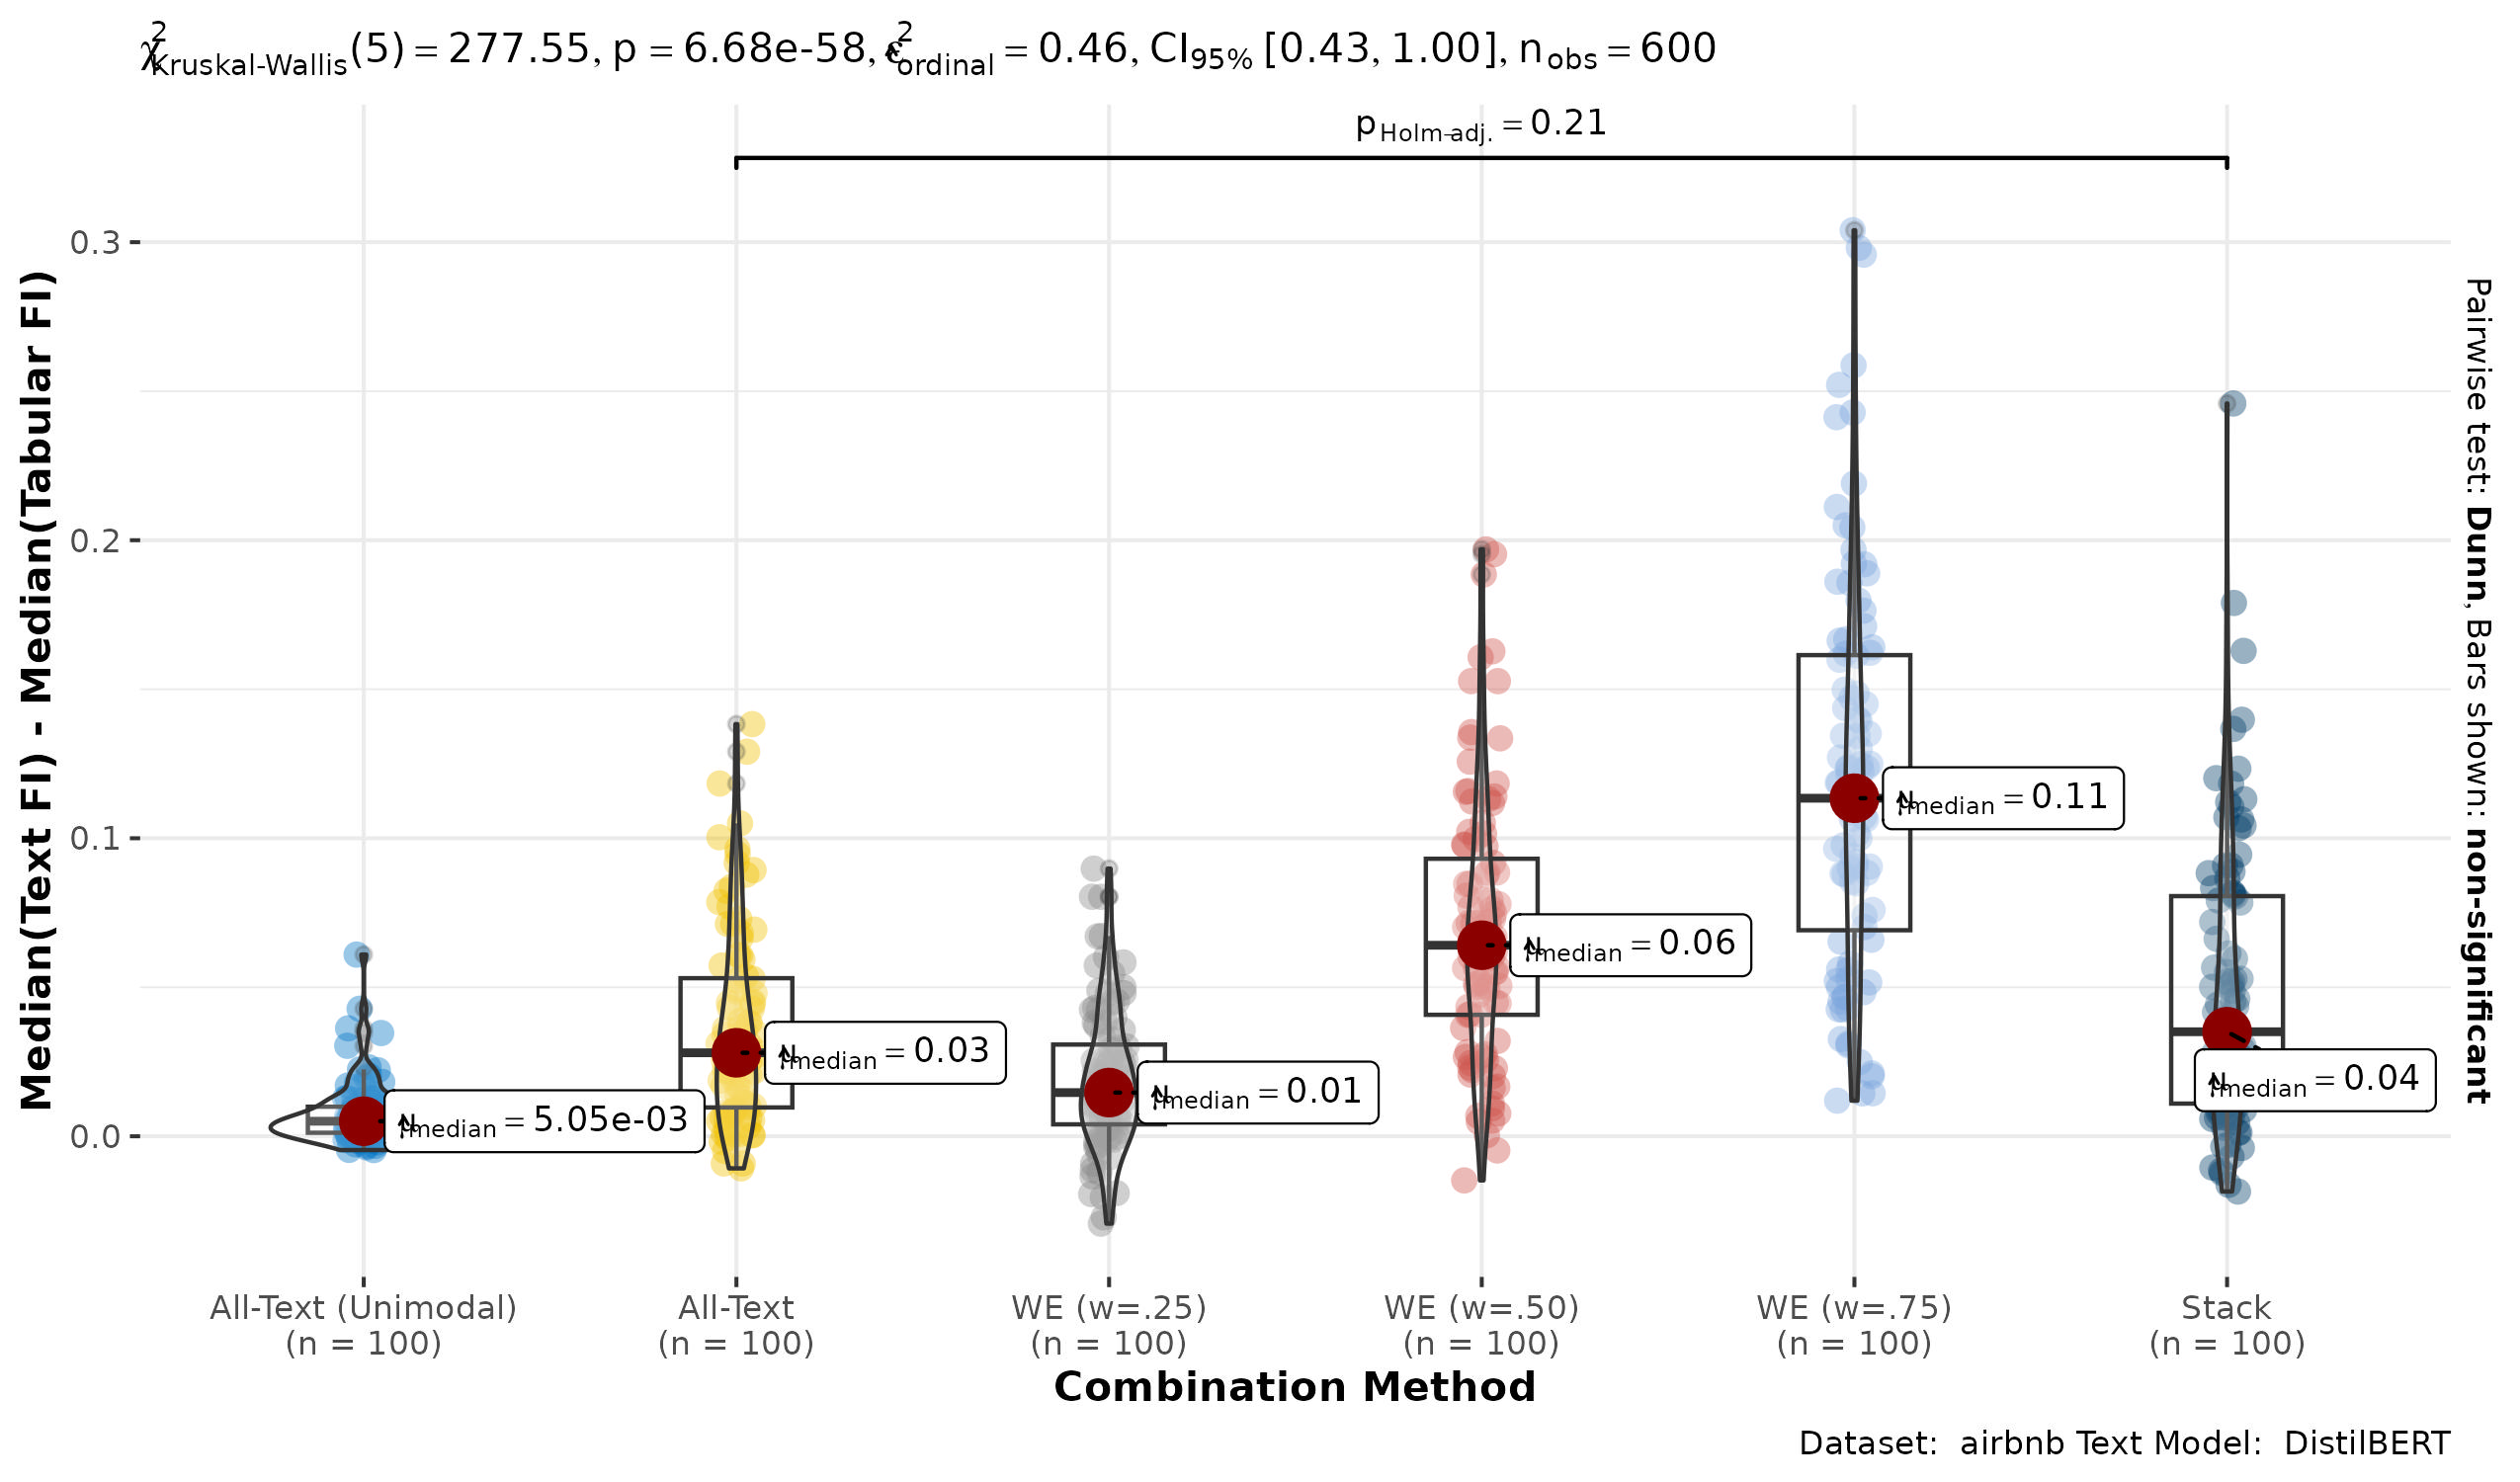 χ²Kruskal-Wallis(5) = 277.55, p = 6.68e-58, ε²ordinal = 0.46, CI95% [0.43, 1.00], nobs = 600
pHolm-adj. = 0.21
Median(Text FI) - Median(Tabular FI)
0.3
0.2
0.1
0.0
μ̂median = 5.05e-03
μ̂median = 0.03
μ̂median = 0.01
μ̂median = 0.06
μ̂median = 0.11
μ̂median = 0.04
Pairwise test: Dunn, Bars shown: non-significant
All-Text (Unimodal)
(n = 100)
All-Text
(n = 100)
WE (w=.25)
(n = 100)
WE (w=.50)
(n = 100)
WE (w=.75)
(n = 100)
Stack
(n = 100)
Combination Method
Dataset: airbnb Text Model: DistilBERT